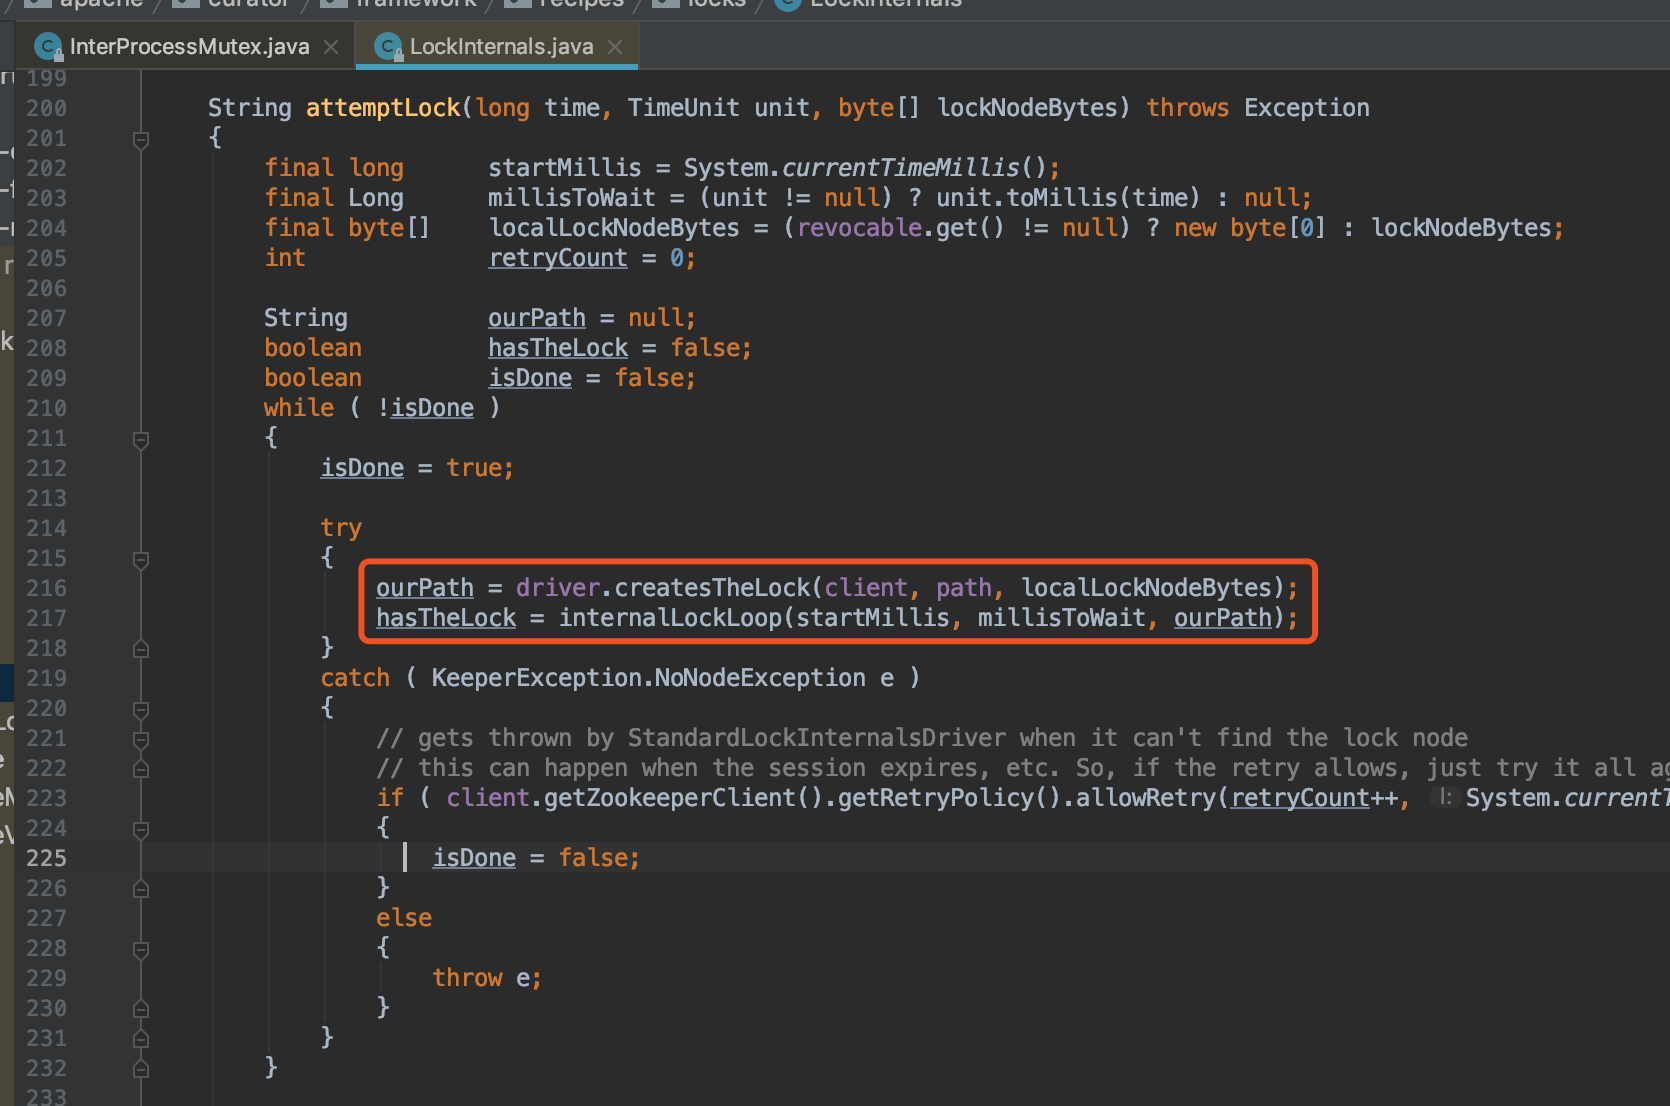 apache / curator / framework / recipes / locks / LockInternals
InterProcessMutex.java LockInternals.java
199
200 String attemptLock(long time, TimeUnit unit, byte[] lockNodeBytes) throws Exception
201 {
202 final long startMillis = System.currentTimeMillis();
203 final Long millisToWait = (unit != null) ? unit.toMillis(time) : null;
204 final byte[] localLockNodeBytes = (revocable.get() != null) ? new byte[0] : lockNodeBytes;
205 int retryCount = 0;
206
207 String ourPath = null;
208 boolean hasTheLock = false;
209 boolean isDone = false;
210 while ( !isDone )
211 {
212 isDone = true;
213
214 try
215 {
216 ourPath = driver.createsTheLock(client, path, localLockNodeBytes);
217 hasTheLock = internalLockLoop(startMillis, millisToWait, ourPath);
218 }
219 catch ( KeeperException.NoNodeException e )
220 {
221 // gets thrown by StandardLockInternalsDriver when it can't find the lock node
222 // this can happen when the session expires, etc. So, if the retry allows, just try it all ag
223 if ( client.getZookeeperClient().getRetryPolicy().allowRetry(retryCount++, l: System.currentT
224 {
225 isDone = false;
226 }
227 else
228 {
229 throw e;
230 }
231 }
232 }
233